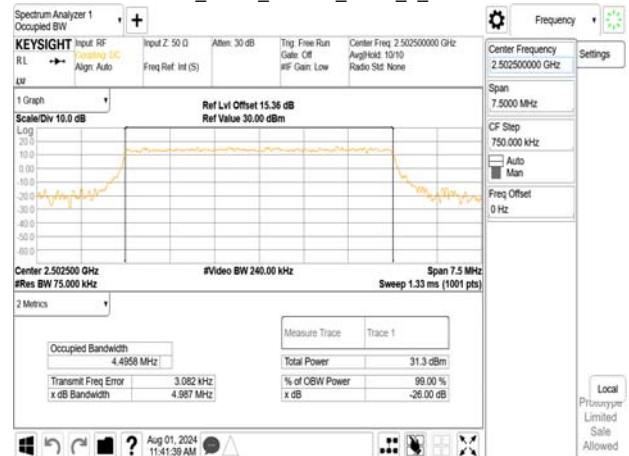 Spectrum Analyzer 1
Occupied BW
Frequency
KEYSIGHT
Input: RF
Coupling: DC
Align: Auto
Input Z: 50 Ω
Freq Ref: Int (S)
Atten: 30 dB
Trig: Free Run
Gate: Off
#IF Gain: Low
Center Freq: 2.502500000 GHz
Avg|Hold: 10/10
Radio Std: None
RL
Center Frequency
2.502500000 GHz
Settings
Span
7.5000 MHz
CF Step
750.000 kHz
Auto
Man
Freq Offset
0 Hz
1 Graph
Scale/Div 10.0 dB
Ref Lvl Offset 15.36 dB
Ref Value 30.00 dBm
Log
20.0
10.0
0.00
-10.0
-20.0
-30.0
-40.0
-50.0
-60.0
Center 2.502500 GHz
#Video BW 240.00 kHz
Span 7.5 MHz
#Res BW 75.000 kHz
Sweep 1.33 ms (1001 pts)
2 Metrics
Measure Trace
Trace 1
Occupied Bandwidth
4.4958 MHz
Total Power
31.3 dBm
Transmit Freq Error
3.082 kHz
% of OBW Power
99.00 %
x dB Bandwidth
4.987 MHz
x dB
-26.00 dB
Local
Prototype
Limited
Sale
Allowed
Aug 01, 2024
11:41:39 AM